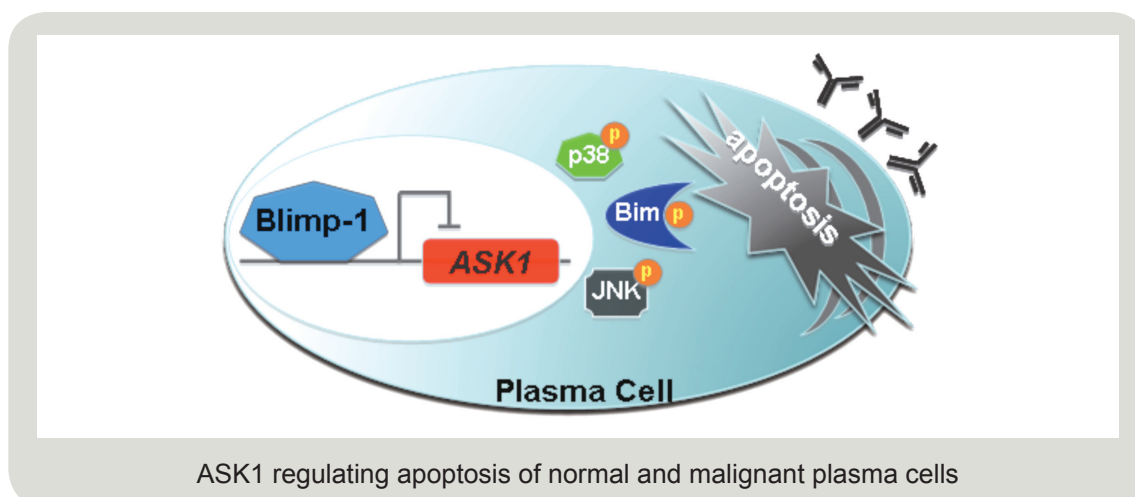 p
p38
apoptosis
Blimp-1
Bim p
ASK1
p
JNK
Plasma Cell
ASK1 regulating apoptosis of normal and malignant plasma cells